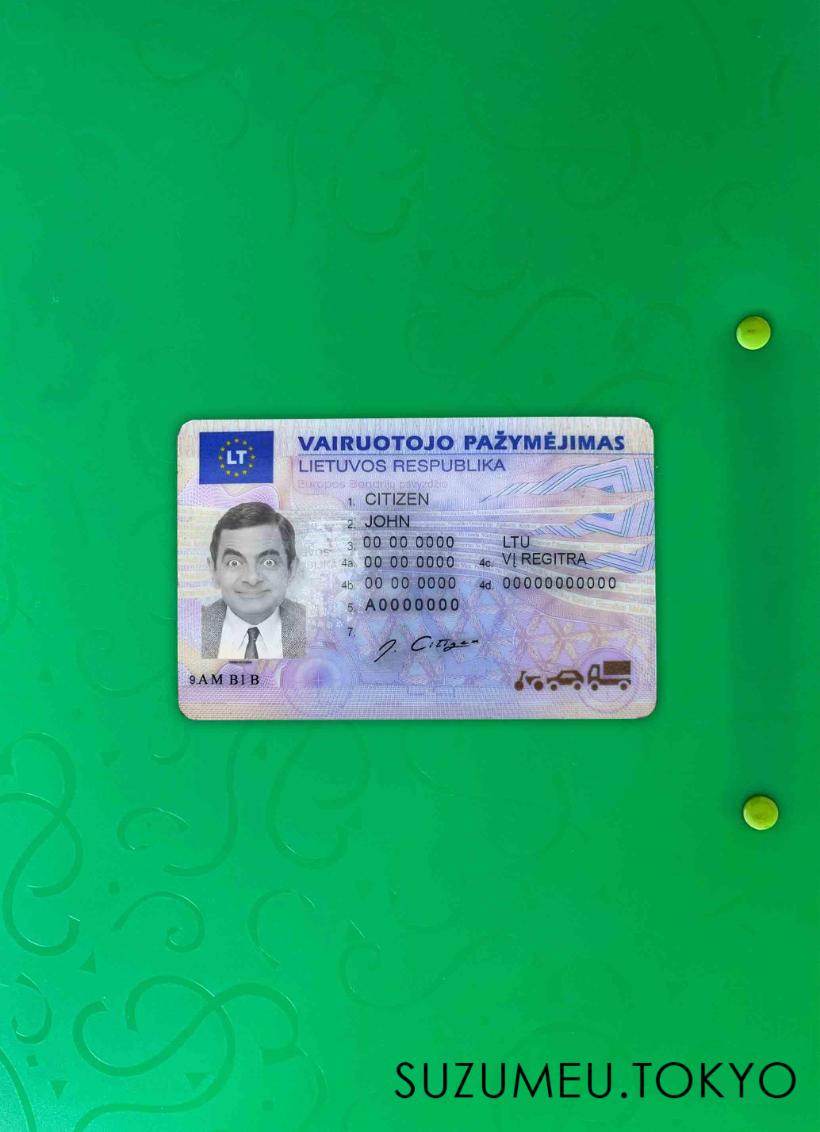 LT
VAIRUOTOJO PAŽYMĖJIMAS
LIETUVOS RESPUBLIKA
Europos Bendrijų pavyzdžio
1. CITIZEN
2. JOHN
3. 00 00 0000 LTU
4a. 00 00 0000 4c. VĮ REGITRA
4b. 00 00 0000 4d. 00000000000
5. A0000000
7. J. Citizen
9AM B1 B
SUZUMEU.TOKYO